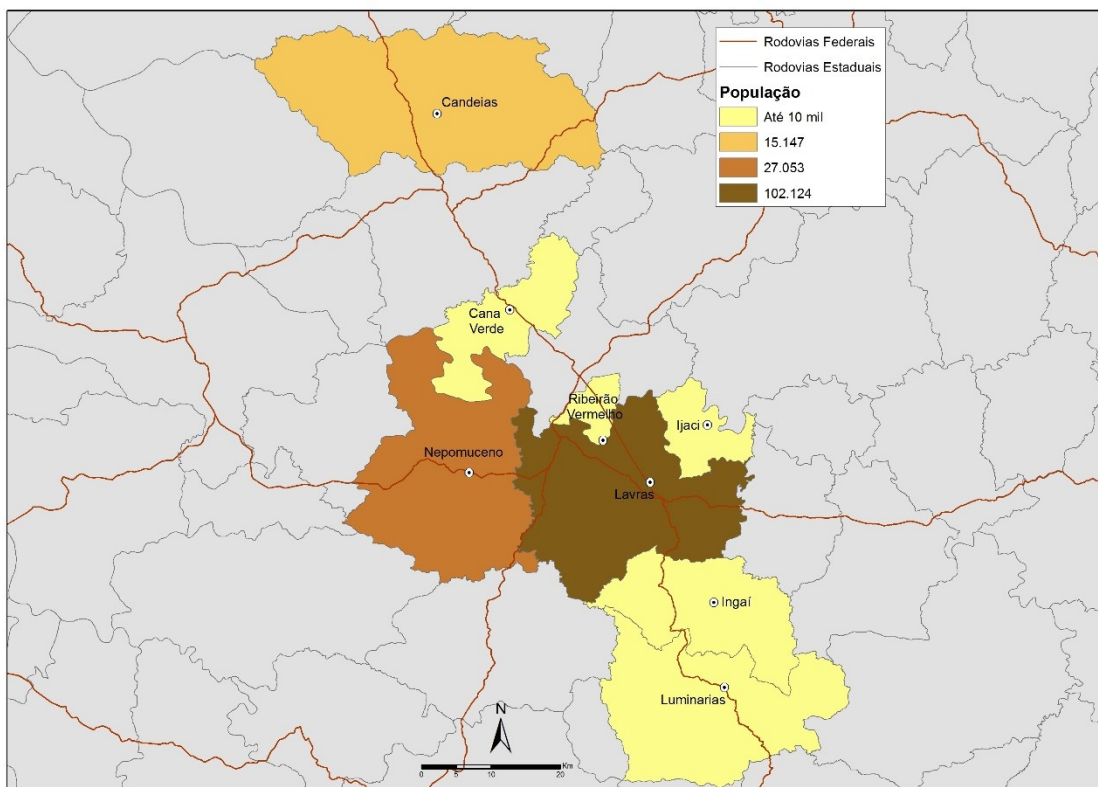 Rodovias Federais
Rodovias Estaduais
População
Até 10 mil
15.147
27.053
102.124
Candeias
Cana
Verde
Ribeirão
Vermelho
Ijaci
Nepomuceno
Lavras
Ingaí
Luminarias
N
Km
0 5 10 20